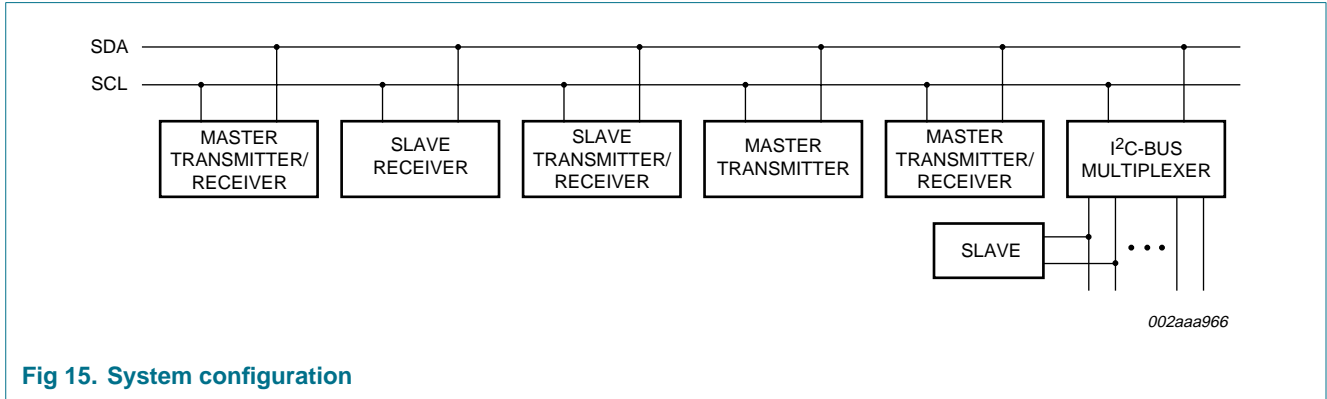 SDA
SCL
MASTER
TRANSMITTER/
RECEIVER
SLAVE
RECEIVER
SLAVE
TRANSMITTER/
RECEIVER
MASTER
TRANSMITTER
MASTER
TRANSMITTER/
RECEIVER
I²C-BUS
MULTIPLEXER
SLAVE
002aaa966
Fig 15. System configuration